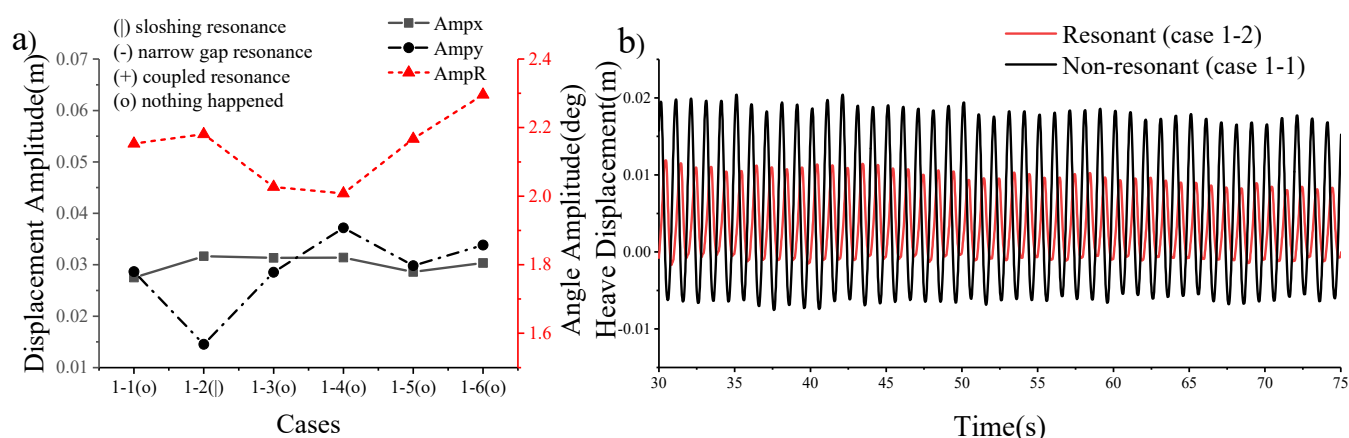 a)
(|) sloshing resonance
(-) narrow gap resonance
(+) coupled resonance
(o) nothing happened
Ampx
Ampy
AmpR
Displacement Amplitude(m)
0.07
0.06
0.05
0.04
0.03
0.02
0.01
2.4
2.2
2.0
1.8
1.6
Angle Amplitude(deg)
1-1(o) 1-2(|) 1-3(o) 1-4(o) 1-5(o) 1-6(o)
Cases
b)
Resonant (case 1-2)
Non-resonant (case 1-1)
Heave Displacement(m)
0.02
0.01
0.00
-0.01
30 35 40 45 50 55 60 65 70 75
Time(s)